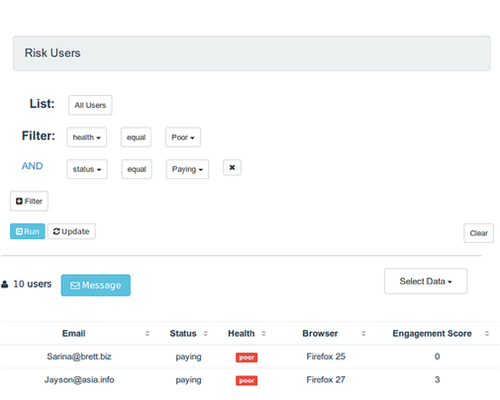 Risk Users
List: All Users
Filter: health equal Poor
AND status equal Paying
Filter
Run Update Clear
10 users Message Select Data
Email Status Health Browser Engagement Score
Sarina@brett.biz paying poor Firefox 25 0
Jayson@asia.info paying poor Firefox 27 3